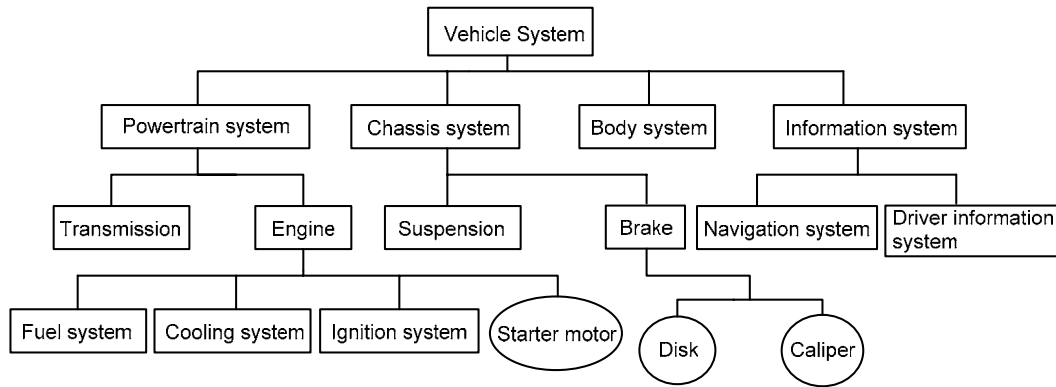 Vehicle System
Powertrain system
Chassis system
Body system
Information system
Transmission
Engine
Suspension
Brake
Navigation system
Driver information
system
Fuel system
Cooling system
Ignition system
Starter motor
Disk
Caliper